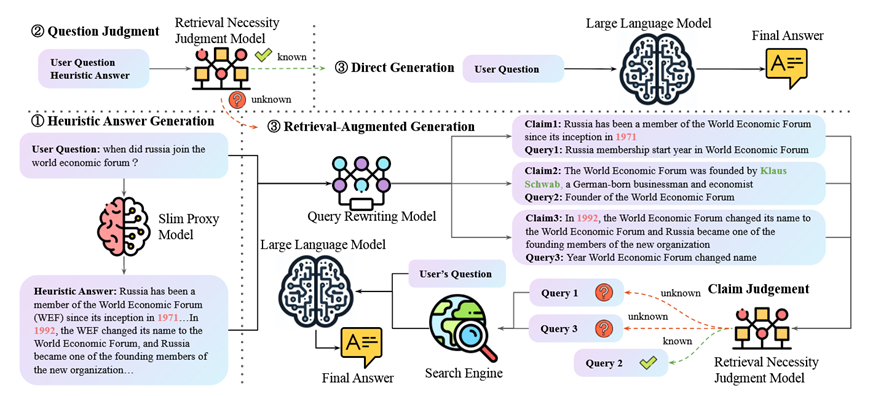 ② Question Judgment
Retrieval Necessity
Judgment Model
User Question
Heuristic Answer
known
unknown
③ Direct Generation
User Question
Large Language Model
Final Answer
A
① Heuristic Answer Generation
User Question: when did russia join the
world economic forum ?
Slim Proxy
Model
Heuristic Answer: Russia has been a
member of the World Economic Forum
(WEF) since its inception in 1971…In
1992, the WEF changed its name to the
World Economic Forum, and Russia
became one of the founding members of
the new organization…
③ Retrieval-Augmented Generation
Query Rewriting Model
Claim1: Russia has been a member of the World Economic Forum
since its inception in 1971
Query1: Russia membership start year in World Economic Forum
Claim2: The World Economic Forum was founded by Klaus
Schwab, a German-born businessman and economist
Query2: Founder of the World Economic Forum
Claim3: In 1992, the World Economic Forum changed its name to
the World Economic Forum and Russia became one of the
founding members of the new organization
Query3: Year World Economic Forum changed name
Large Language Model
User's Question
Search Engine
A
Final Answer
Claim Judgement
Query 1
?
unknown
Query 3
?
unknown
Query 2
known
Retrieval Necessity
Judgment Model